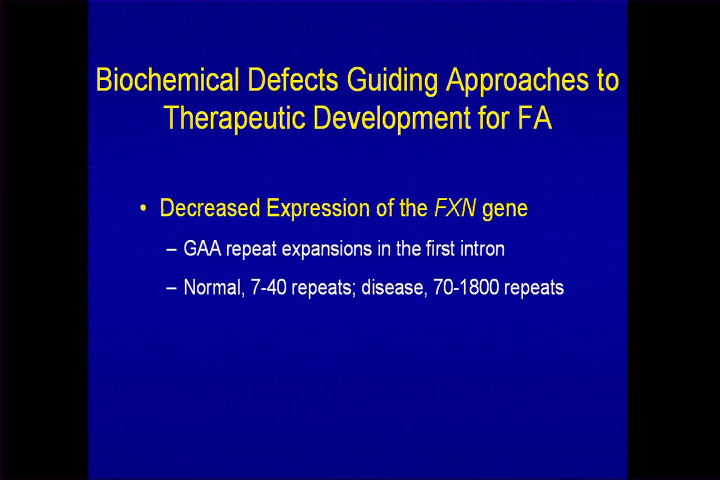 Biochemical Defects Guiding Approaches to
Therapeutic Development for FA
• Decreased Expression of the FXN gene
– GAA repeat expansions in the first intron
– Normal, 7-40 repeats; disease, 70-1800 repeats